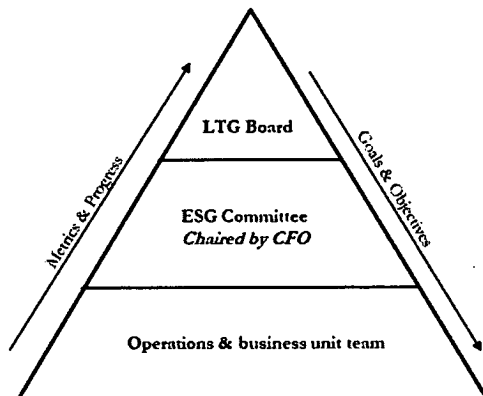 LTG Board
Metrics & Progress
Goals & Objectives
ESG Committee
Chaired by CFO
Operations & business unit team